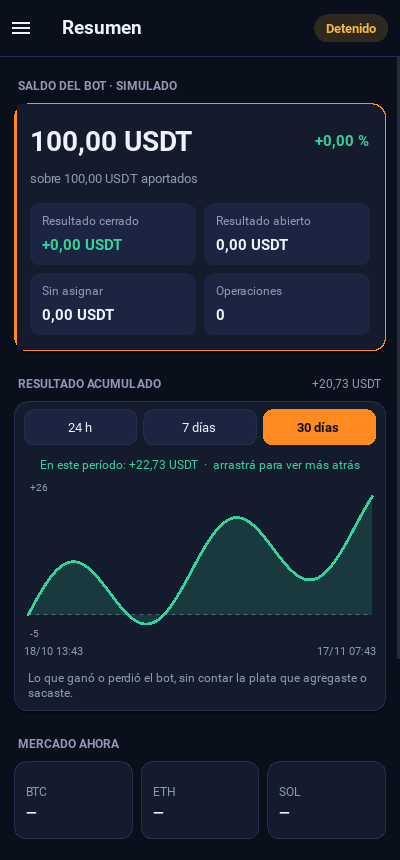 Resumen
Detenido
SALDO DEL BOT · SIMULADO
100,00 USDT
+0,00 %
sobre 100,00 USDT aportados
Resultado cerrado
+0,00 USDT
Resultado abierto
0,00 USDT
Sin asignar
0,00 USDT
Operaciones
0
RESULTADO ACUMULADO
+20,73 USDT
24 h
7 días
30 días
En este período: +22,73 USDT · arrastrá para ver más atrás
+26
-5
18/10 13:43
17/11 07:43
Lo que ganó o perdió el bot, sin contar la plata que agregaste o
sacaste.
MERCADO AHORA
BTC
—
ETH
—
SOL
—